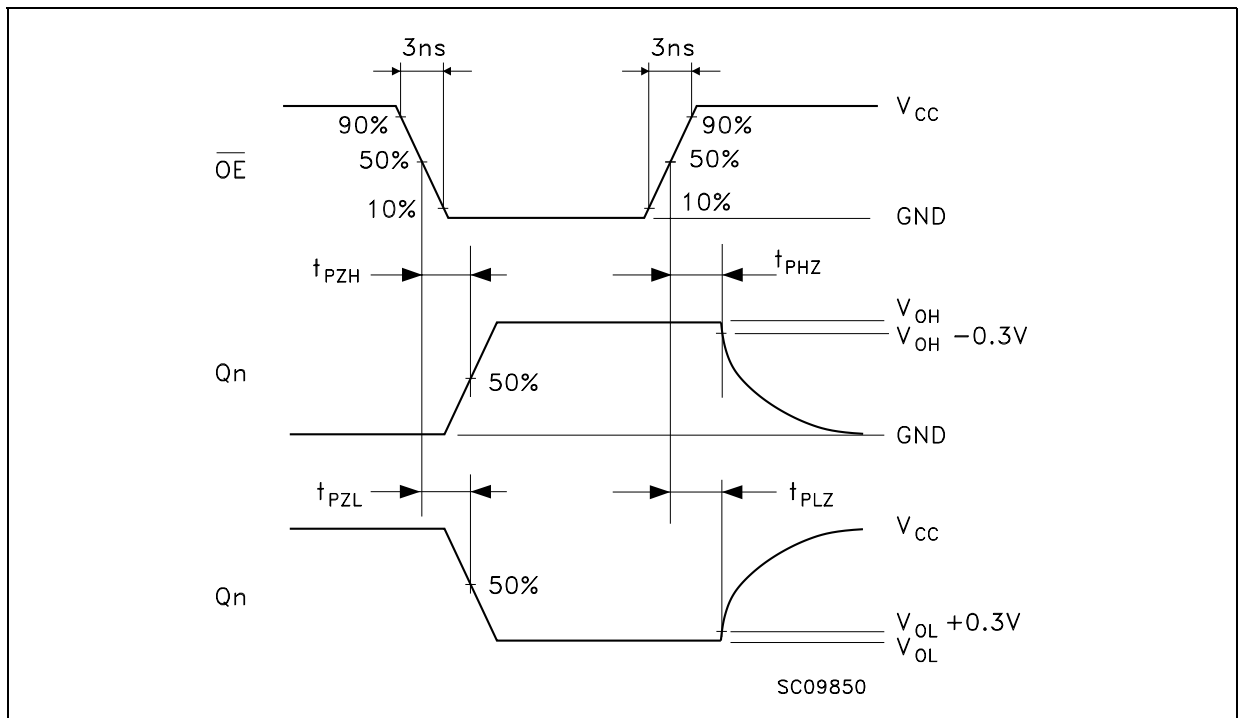 3ns 3ns
V_CC
90% 90%
O̅E̅ 50% 50%
10% 10%
GND
t_PZH t_PHZ
V_OH
V_OH -0.3V
Qn 50%
GND
t_PZL t_PLZ
V_CC
50%
Qn
V_OL +0.3V
V_OL
SC09850